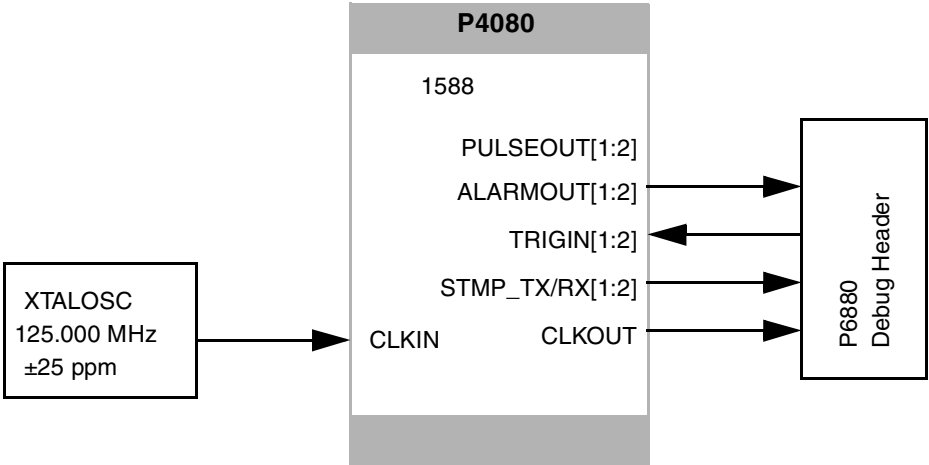 P4080
1588
PULSEOUT[1:2]
ALARMOUT[1:2]
TRIGIN[1:2]
STMP_TX/RX[1:2]
CLKIN
CLKOUT
XTALOSC
125.000 MHz
±25 ppm
P6880
Debug Header